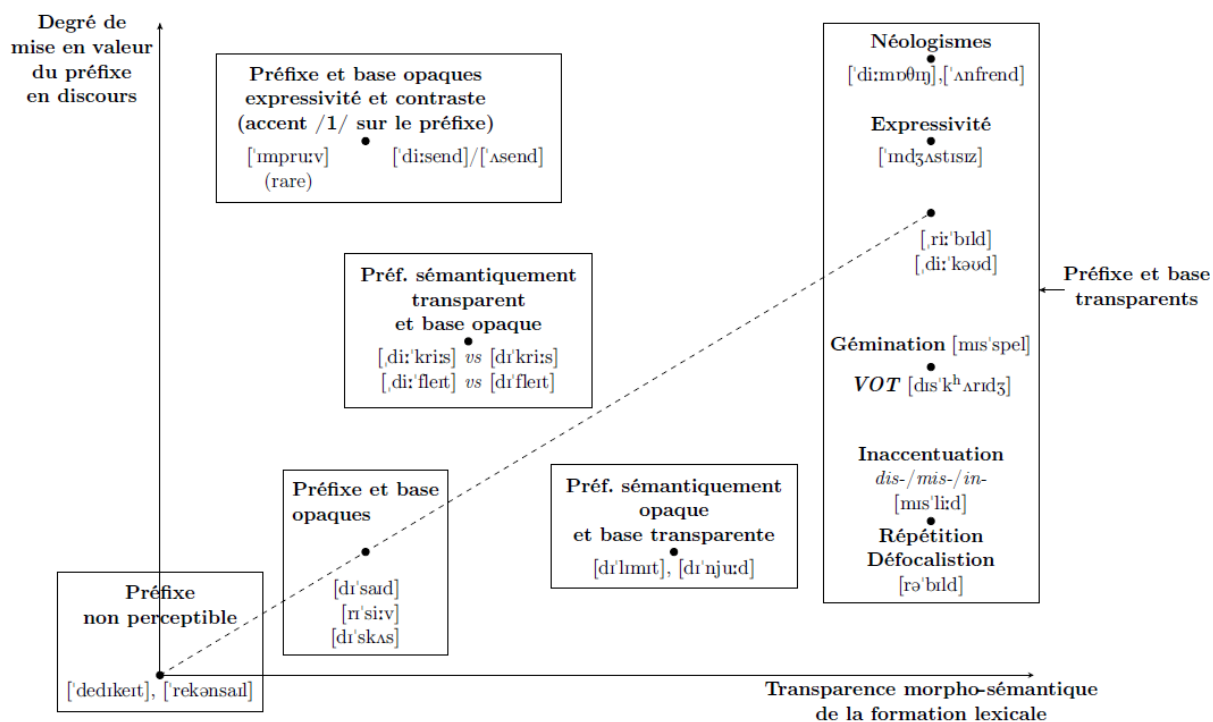 Degré de
mise en valeur
du préfixe
en discours
Préfixe et base opaques
expressivité et contraste
(accent /1/ sur le préfixe)
[ˈɪmpruːv] [ˈdiːsend]/[ˈʌsend]
(rare)
Néologismes
[ˈdiːmɒθɪŋ],[ˈʌnfrend]
Expressivité
[ˈɪndʒʌstɪsɪz]
[ˌriːˈbɪld]
[ˌdiːˈkəʊd]
Gémination [mɪsˈspel]
VOT [dɪsˈkʰʌrɪdʒ]
Inaccentuation
dis-/mis-/in-
[mɪsˈliːd]
Répétition
Défocalistion
[rəˈbɪld]
Préfixe et base
transparents
Préf. sémantiquement
transparent
et base opaque
[ˌdiːˈkriːs] vs [dɪˈkriːs]
[ˌdiːˈfleɪt] vs [dɪˈfleɪt]
Préfixe et base
opaques
[dɪˈsaɪd]
[rɪˈsiːv]
[dɪˈskʌs]
Préf. sémantiquement
opaque
et base transparente
[dɪˈlɪmɪt], [dɪˈnjuːd]
Préfixe
non perceptible
[ˈdedɪkeɪt], [ˈrekənsaɪl]
Transparence morpho-sémantique
de la formation lexicale